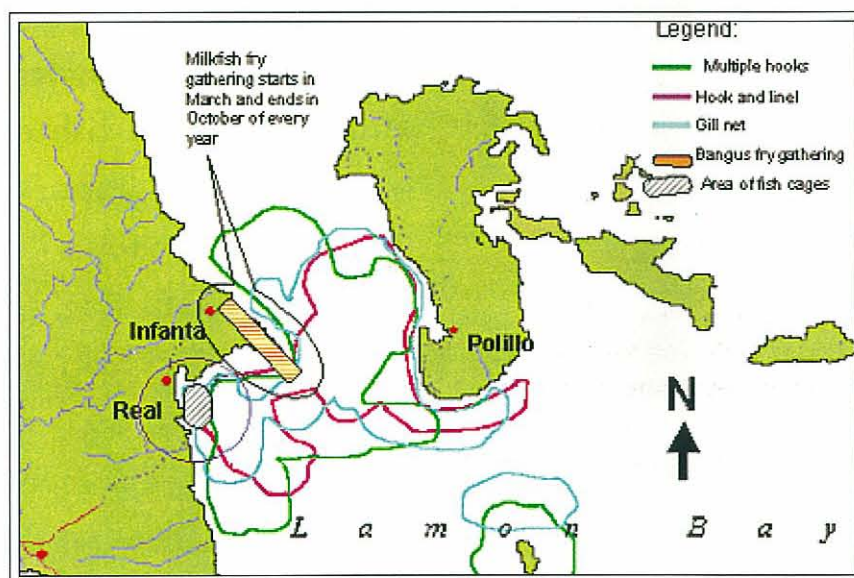 Milkfish fry
gathering starts in
March and ends in
October of every
year
Legend:
Multiple hooks
Hook and linel
Gill net
Bangus fry gathering
Area of fish cages
Infanta
Polillo
Real
N
L a m o n B a y